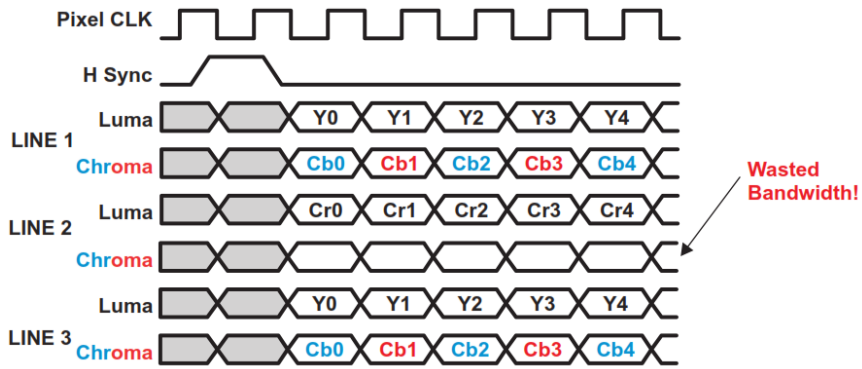 Pixel CLK
H Sync
LINE 1
Luma Y0 Y1 Y2 Y3 Y4
Chroma Cb0 Cb1 Cb2 Cb3 Cb4
Wasted
Bandwidth!
LINE 2
Luma Cr0 Cr1 Cr2 Cr3 Cr4
Chroma
LINE 3
Luma Y0 Y1 Y2 Y3 Y4
Chroma Cb0 Cb1 Cb2 Cb3 Cb4